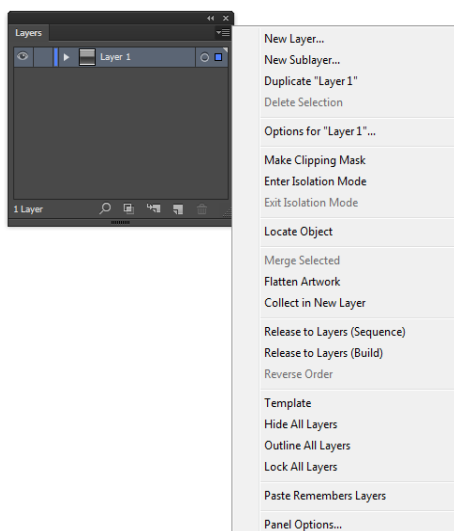 Layers
Layer 1
1 Layer
New Layer...
New Sublayer...
Duplicate "Layer 1"
Delete Selection
Options for "Layer 1"...
Make Clipping Mask
Enter Isolation Mode
Exit Isolation Mode
Locate Object
Merge Selected
Flatten Artwork
Collect in New Layer
Release to Layers (Sequence)
Release to Layers (Build)
Reverse Order
Template
Hide All Layers
Outline All Layers
Lock All Layers
Paste Remembers Layers
Panel Options...